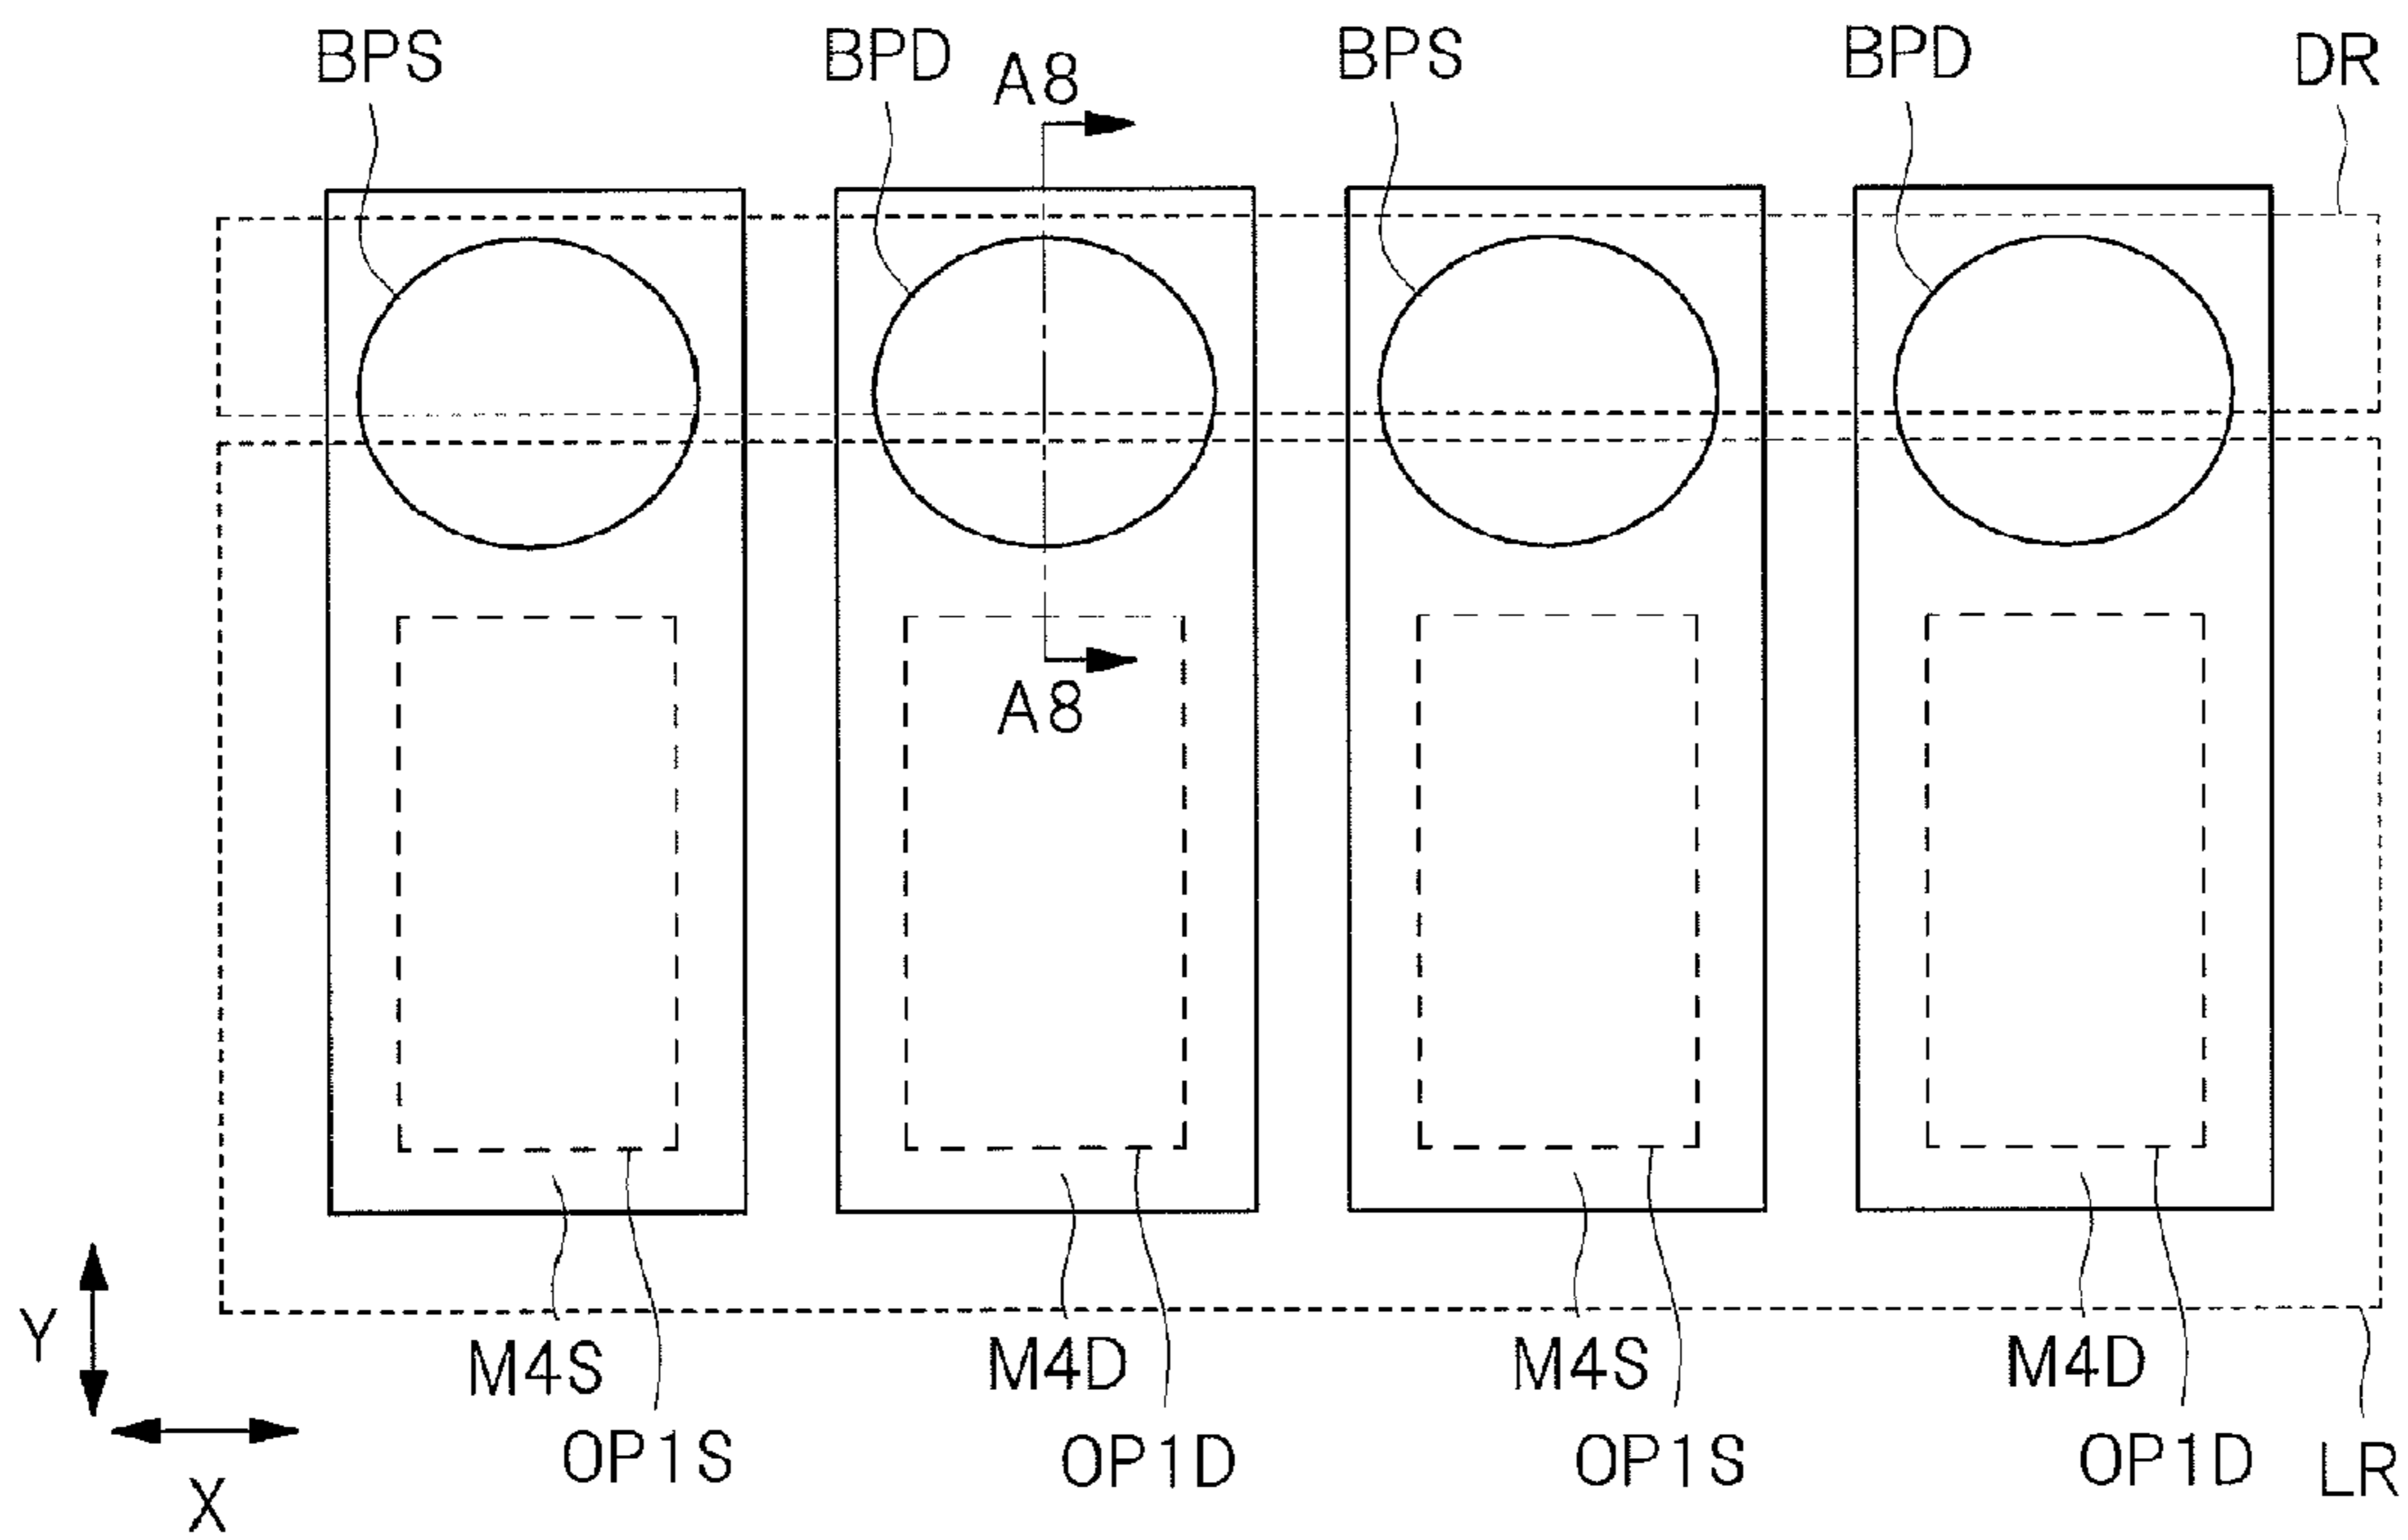 BPS BPD A8 BPS BPD DR
A8
Y
M4S M4D M4S M4D
OP1S OP1D OP1S OP1D LR
X